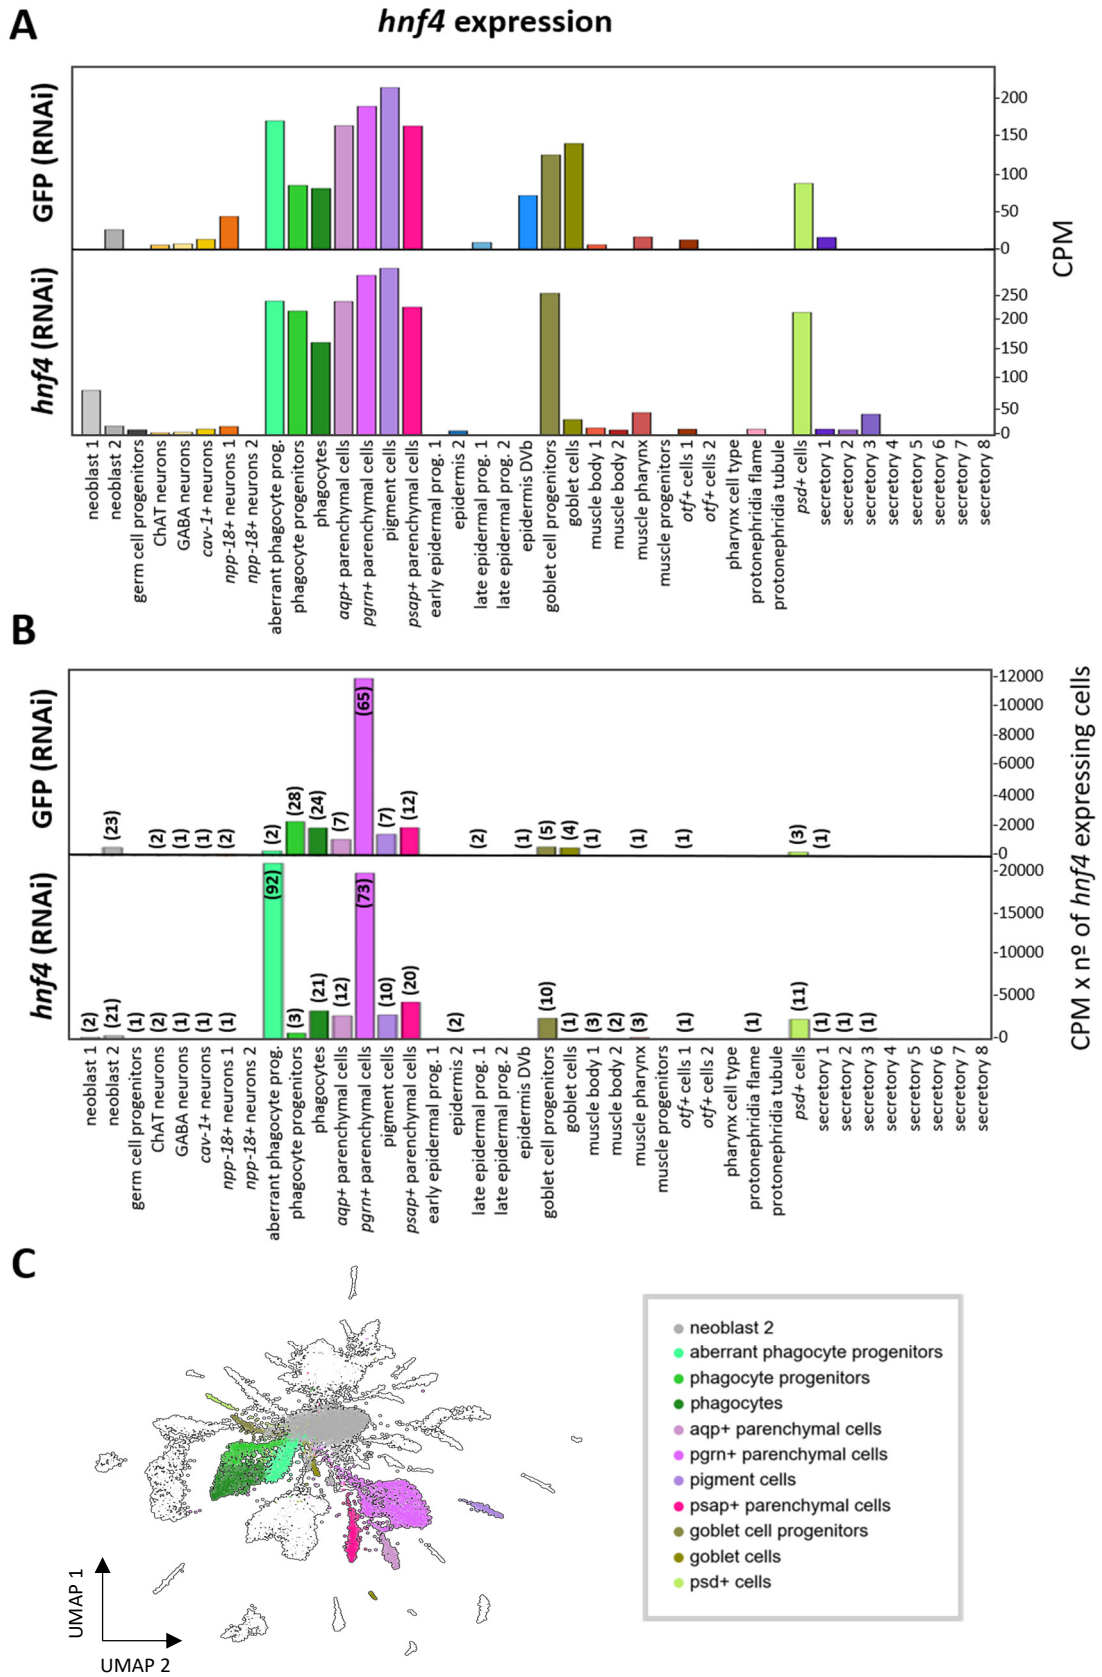 A
hnf4 expression
GFP (RNAi)
-200
-150
-100
-50
-0
CPM
hnf4 (RNAi)
-250
-200
-150
-100
-50
-0
neoblast 1
neoblast 2
germ cell progenitors
ChAT neurons
GABA neurons
cav-1+ neurons
npp-18+ neurons 1
npp-18+ neurons 2
aberrant phagocyte prog.
phagocyte progenitors
phagocytes
aqp+ parenchymal cells
pgrn+ parenchymal cells
pigment cells
psap+ parenchymal cells
early epidermal prog. 1
epidermis 2
late epidermal prog. 1
late epidermal prog. 2
epidermis DVb
goblet cell progenitors
goblet cells
muscle body 1
muscle body 2
muscle pharynx
muscle progenitors
otf+ cells 1
otf+ cells 2
pharynx cell type
protonephridia flame
protonephridia tubule
psd+ cells
secretory 1
secretory 2
secretory 3
secretory 4
secretory 5
secretory 6
secretory 7
secretory 8
B
GFP (RNAi)
(23)
(2)
(1)
(1)
(2)
(2)
(28)
(24)
(7)
(65)
(7)
(12)
(2)
(1)
(5)
(4)
(1)
(1)
(1)
(3)
(1)
-12000
-10000
-8000
-6000
-4000
-2000
-0
CPM x nº of hnf4 expressing cells
hnf4 (RNAi)
(2)
(21)
(1)
(2)
(1)
(1)
(1)
(92)
(3)
(21)
(12)
(73)
(10)
(20)
(2)
(10)
(1)
(3)
(2)
(3)
(1)
(1)
(11)
(1)
(1)
(1)
-20000
-15000
-10000
-5000
-0
neoblast 1
neoblast 2
germ cell progenitors
ChAT neurons
GABA neurons
cav-1+ neurons
npp-18+ neurons 1
npp-18+ neurons 2
aberrant phagocyte prog.
phagocyte progenitors
phagocytes
aqp+ parenchymal cells
pgrn+ parenchymal cells
pigment cells
psap+ parenchymal cells
early epidermal prog. 1
epidermis 2
late epidermal prog. 1
late epidermal prog. 2
epidermis DVb
goblet cell progenitors
goblet cells
muscle body 1
muscle body 2
muscle pharynx
muscle progenitors
otf+ cells 1
otf+ cells 2
pharynx cell type
protonephridia flame
protonephridia tubule
psd+ cells
secretory 1
secretory 2
secretory 3
secretory 4
secretory 5
secretory 6
secretory 7
secretory 8
C
neoblast 2
aberrant phagocyte progenitors
phagocyte progenitors
phagocytes
aqp+ parenchymal cells
pgrn+ parenchymal cells
pigment cells
psap+ parenchymal cells
goblet cell progenitors
goblet cells
psd+ cells
UMAP 1
UMAP 2